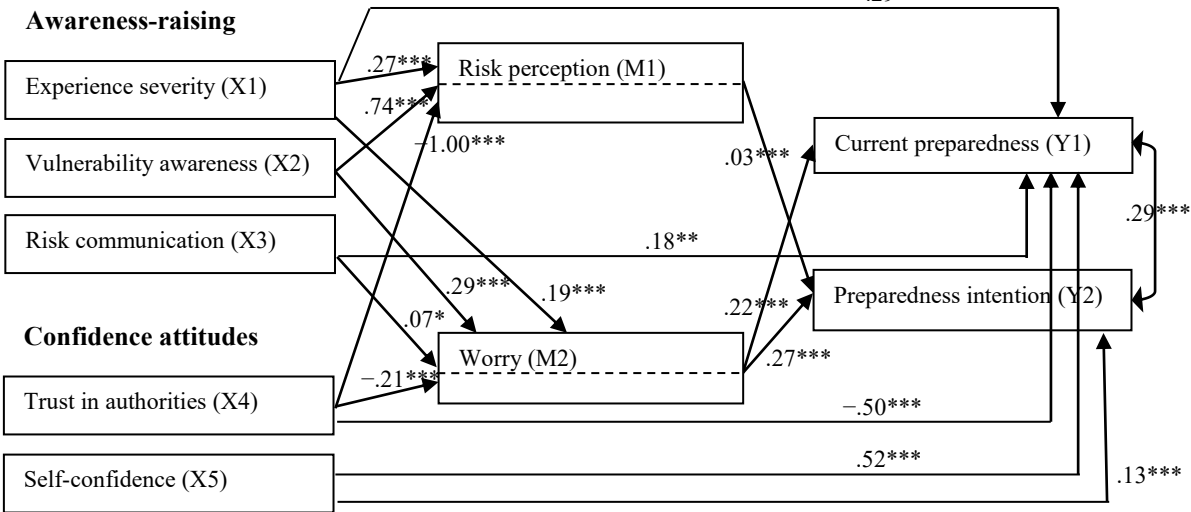 Awareness-raising
Experience severity (X1)
Vulnerability awareness (X2)
Risk communication (X3)
Confidence attitudes
Trust in authorities (X4)
Self-confidence (X5)
.27***
.74***
−1.00***
Risk perception (M1)
.29***
.19***
.07*
−.21***
Worry (M2)
.18**
.03***
.22***
.27***
−.50***
.52***
.13***
Current preparedness (Y1)
Preparedness intention (Y2)
.29***